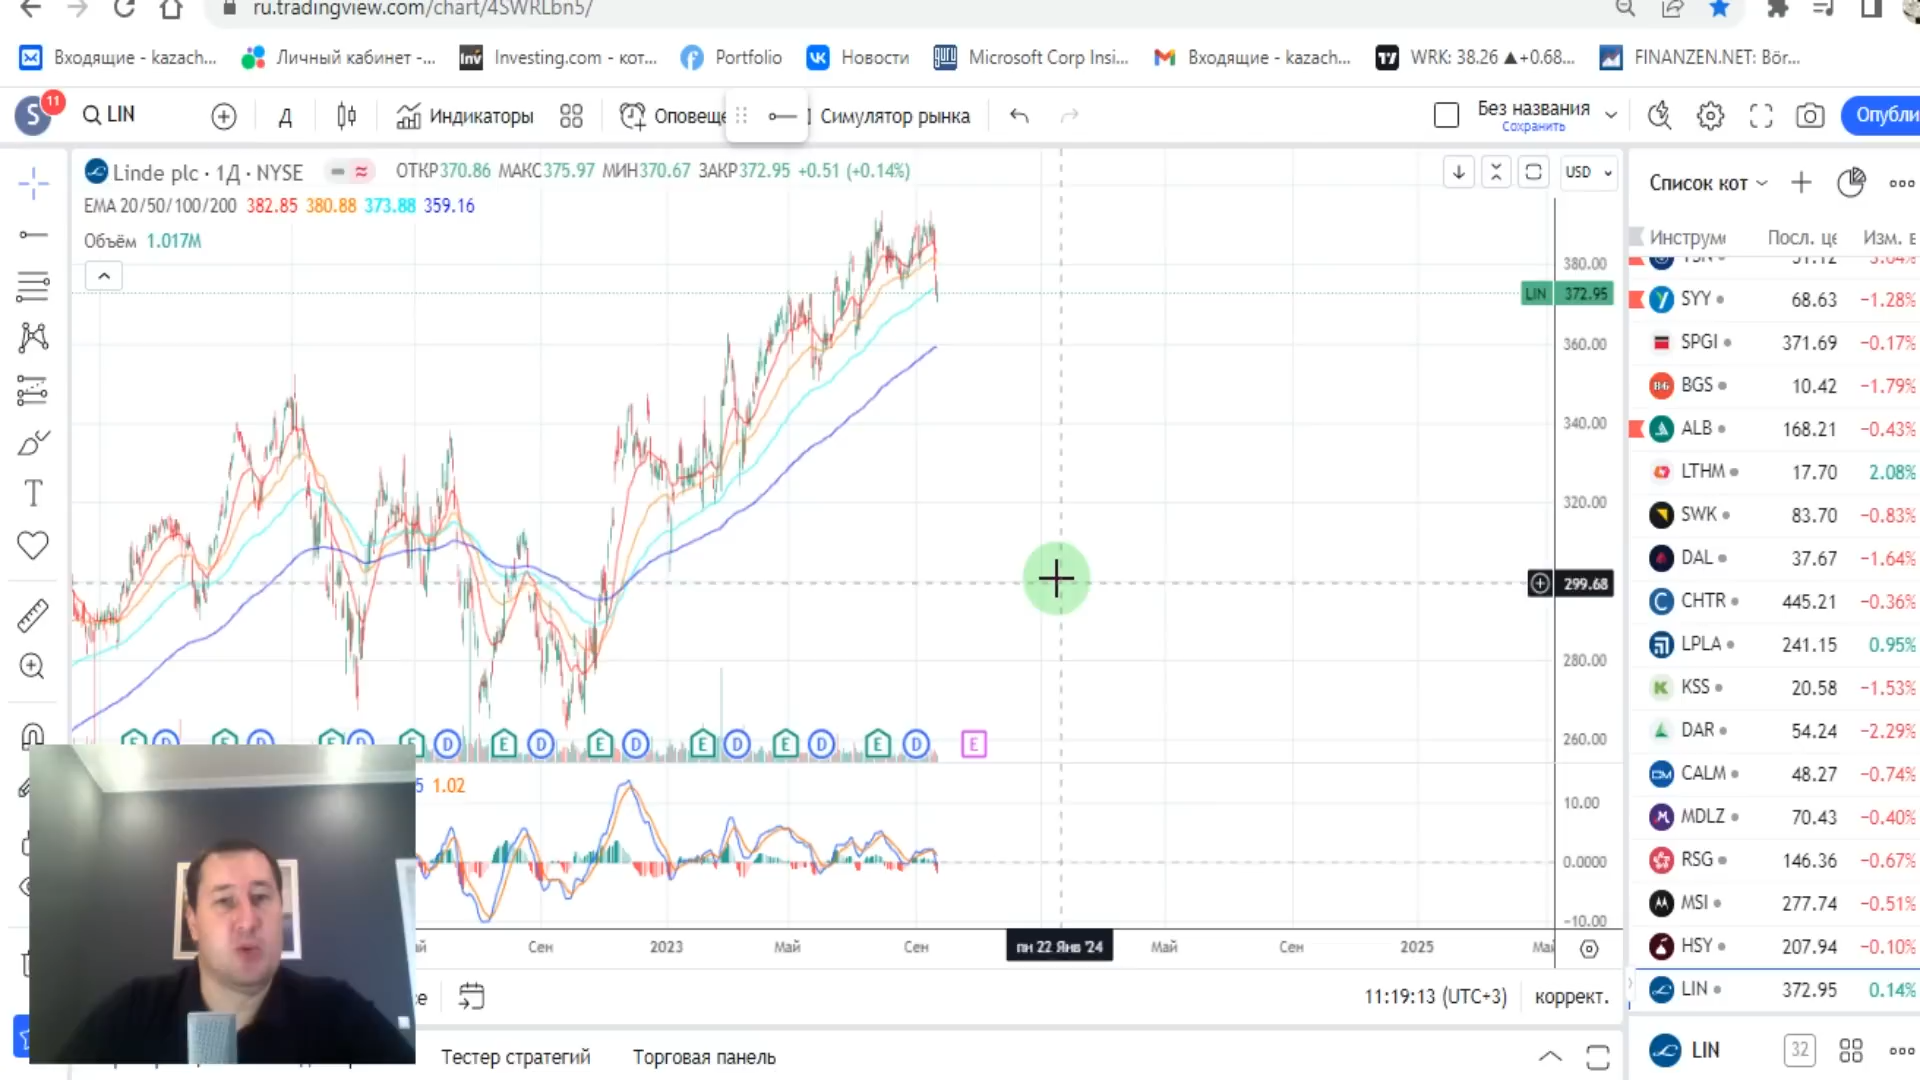 ru.tradingview.com/chart/4SWRLbn5/
Входящие - kazach...
Личный кабинет -...
Investing.com - кот...
Portfolio
Новости
Microsoft Corp Insi...
Входящие - kazach...
WRK: 38.26 ▲+0.68...
FINANZEN.NET: Bör...
S
11
LIN
Д
Индикаторы
Оповеще
Симулятор рынка
Без названия
Сохранить
Опубли
Linde plc · 1Д · NYSE
ОТКР370.86 МАКС375.97 МИН370.67 ЗАКР372.95 +0.51 (+0.14%)
USD
EMA 20/50/100/200 382.85 380.88 373.88 359.16
Объём 1.017M
380.00
LIN 372.95
360.00
340.00
320.00
299.68
280.00
260.00
E D E D E D E D E D E D E D E D E D E
5 1.02
10.00
0.0000
−10.00
Сен
2023
Май
Сен
пн 22 Янв '24
Май
Сен
2025
Май
11:19:13 (UTC+3)
коррект.
Тестер стратегий
Торговая панель
Список кот
Инструм Посл. це Изм. в
SYY 68.63 −1.28%
SPGI 371.69 −0.17%
BGS 10.42 −1.79%
ALB 168.21 −0.43%
LTHM 17.70 2.08%
SWK 83.70 −0.83%
DAL 37.67 −1.64%
CHTR 445.21 −0.36%
LPLA 241.15 0.95%
KSS 20.58 −1.53%
DAR 54.24 −2.29%
CALM 48.27 −0.74%
MDLZ 70.43 −0.40%
RSG 146.36 −0.67%
MSI 277.74 −0.51%
HSY 207.94 −0.10%
LIN 372.95 0.14%
LIN
32